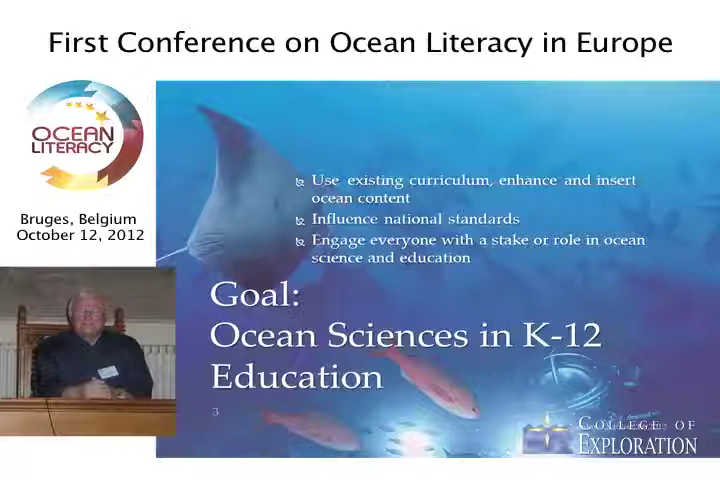 First Conference on Ocean Literacy in Europe
OCEAN
LITERACY
Bruges, Belgium
October 12, 2012
Use existing curriculum, enhance and insert
ocean content
Influence national standards
Engage everyone with a stake or role in ocean
science and education
Goal:
Ocean Sciences in K-12
Education
3
COLLEGE OF
EXPLORATION